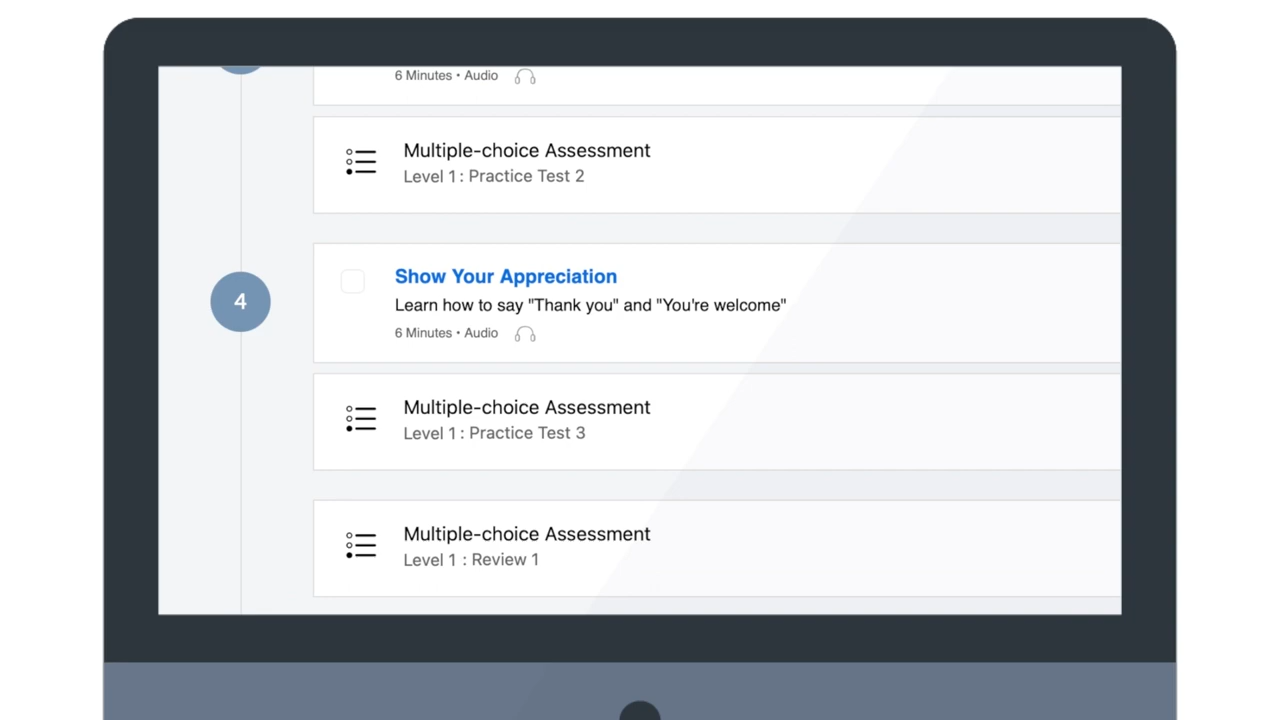 6 Minutes • Audio
Multiple-choice Assessment
Level 1 : Practice Test 2
4
Show Your Appreciation
Learn how to say "Thank you" and "You're welcome"
6 Minutes • Audio
Multiple-choice Assessment
Level 1 : Practice Test 3
Multiple-choice Assessment
Level 1 : Review 1